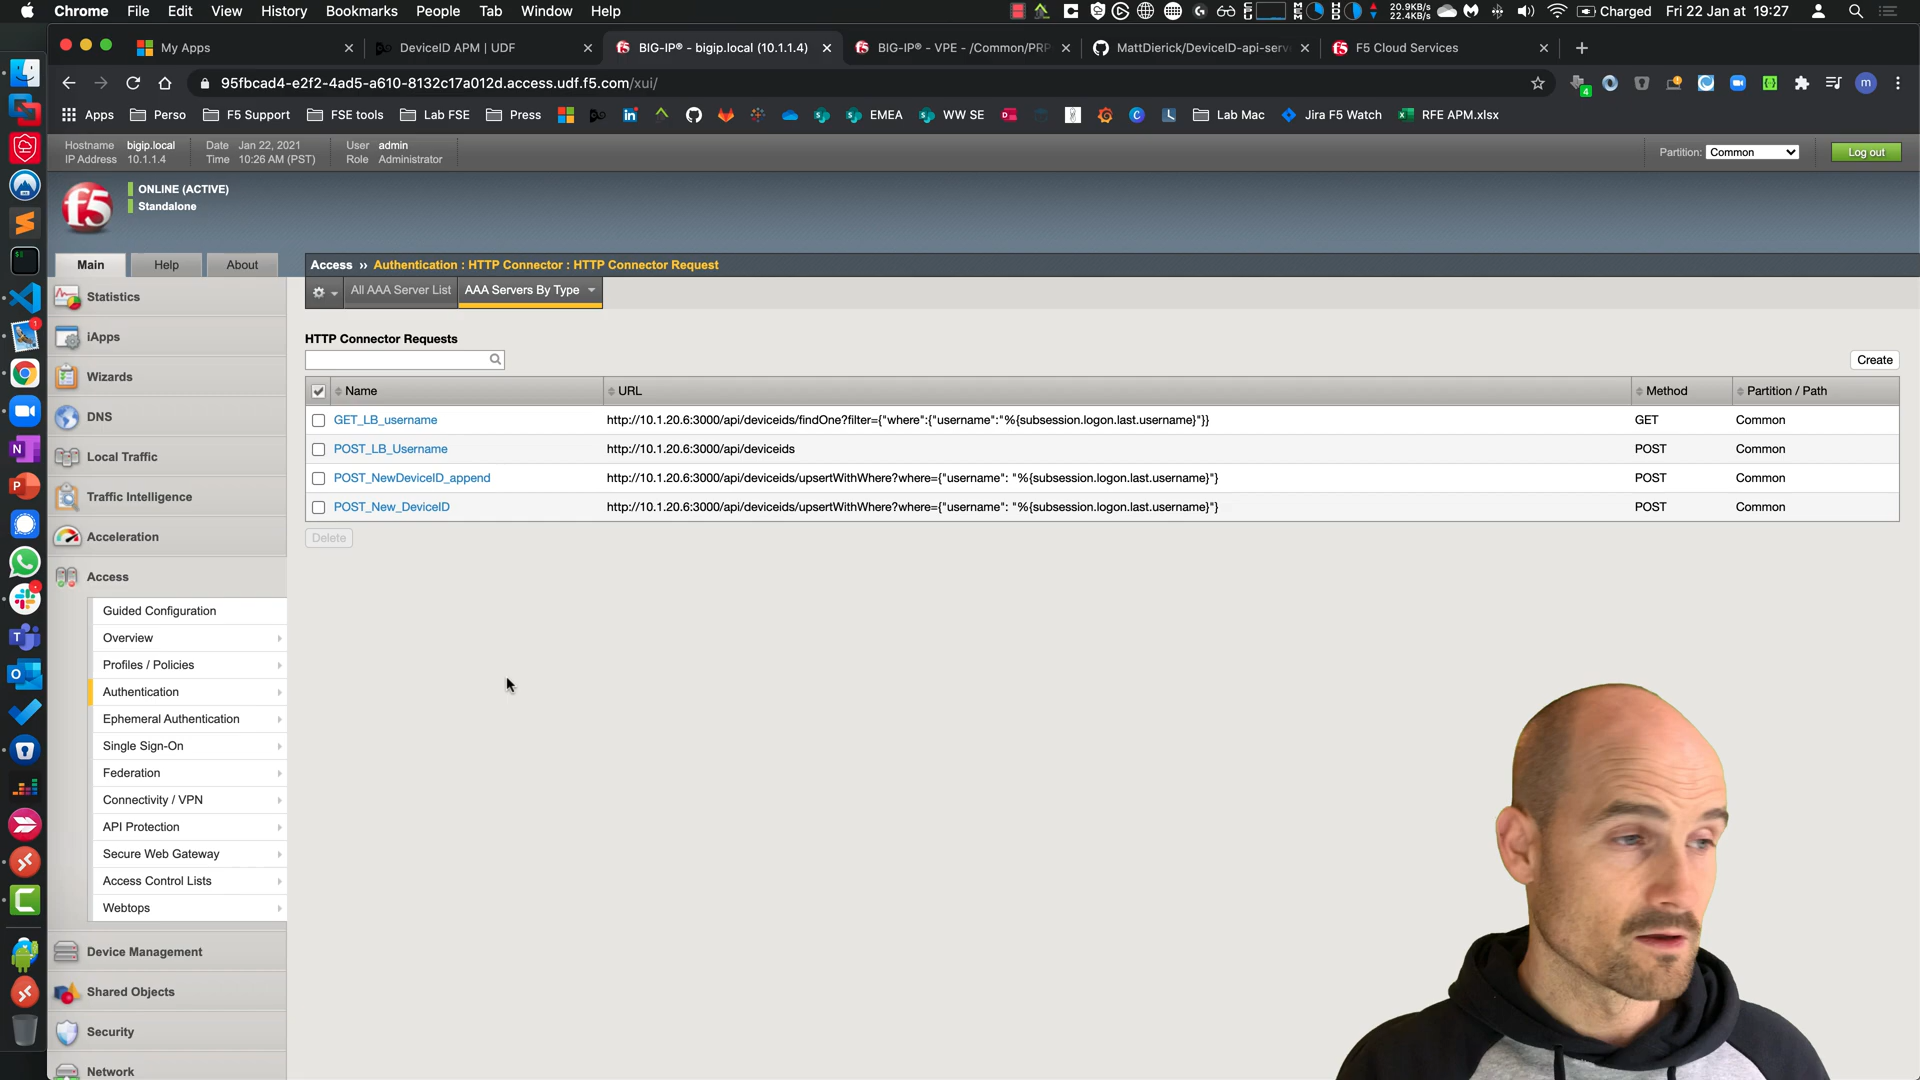 Chrome File Edit View History Bookmarks People Tab Window Help
20.9KB/s
22.4KB/s
Charged Fri 22 Jan at 19:27
My Apps
DeviceID APM | UDF
BIG-IP® - bigip.local (10.1.1.4)
BIG-IP® - VPE - /Common/PRP
MattDierick/DeviceID-api-serv
F5 Cloud Services
95fbcad4-e2f2-4ad5-a610-8132c17a012d.access.udf.f5.com/xui/
4
m
Apps Perso F5 Support FSE tools Lab FSE Press EMEA WW SE Lab Mac Jira F5 Watch RFE APM.xlsx
Hostname bigip.local
IP Address 10.1.1.4
Date Jan 22, 2021
Time 10:26 AM (PST)
User admin
Role Administrator
Partition: Common
Log out
f5
ONLINE (ACTIVE)
Standalone
Main Help About
Access » Authentication : HTTP Connector : HTTP Connector Request
All AAA Server List AAA Servers By Type
Statistics
iApps
Wizards
DNS
Local Traffic
Traffic Intelligence
Acceleration
Access
Guided Configuration
Overview
Profiles / Policies
Authentication
Ephemeral Authentication
Single Sign-On
Federation
Connectivity / VPN
API Protection
Secure Web Gateway
Access Control Lists
Webtops
Device Management
Shared Objects
Security
Network
HTTP Connector Requests
Create
Name URL Method Partition / Path
GET_LB_username http://10.1.20.6:3000/api/deviceids/findOne?filter={"where":{"username":"%{subsession.logon.last.username}"}} GET Common
POST_LB_Username http://10.1.20.6:3000/api/deviceids POST Common
POST_NewDeviceID_append http://10.1.20.6:3000/api/deviceids/upsertWithWhere?where={"username": "%{subsession.logon.last.username}"} POST Common
POST_New_DeviceID http://10.1.20.6:3000/api/deviceids/upsertWithWhere?where={"username": "%{subsession.logon.last.username}"} POST Common
Delete